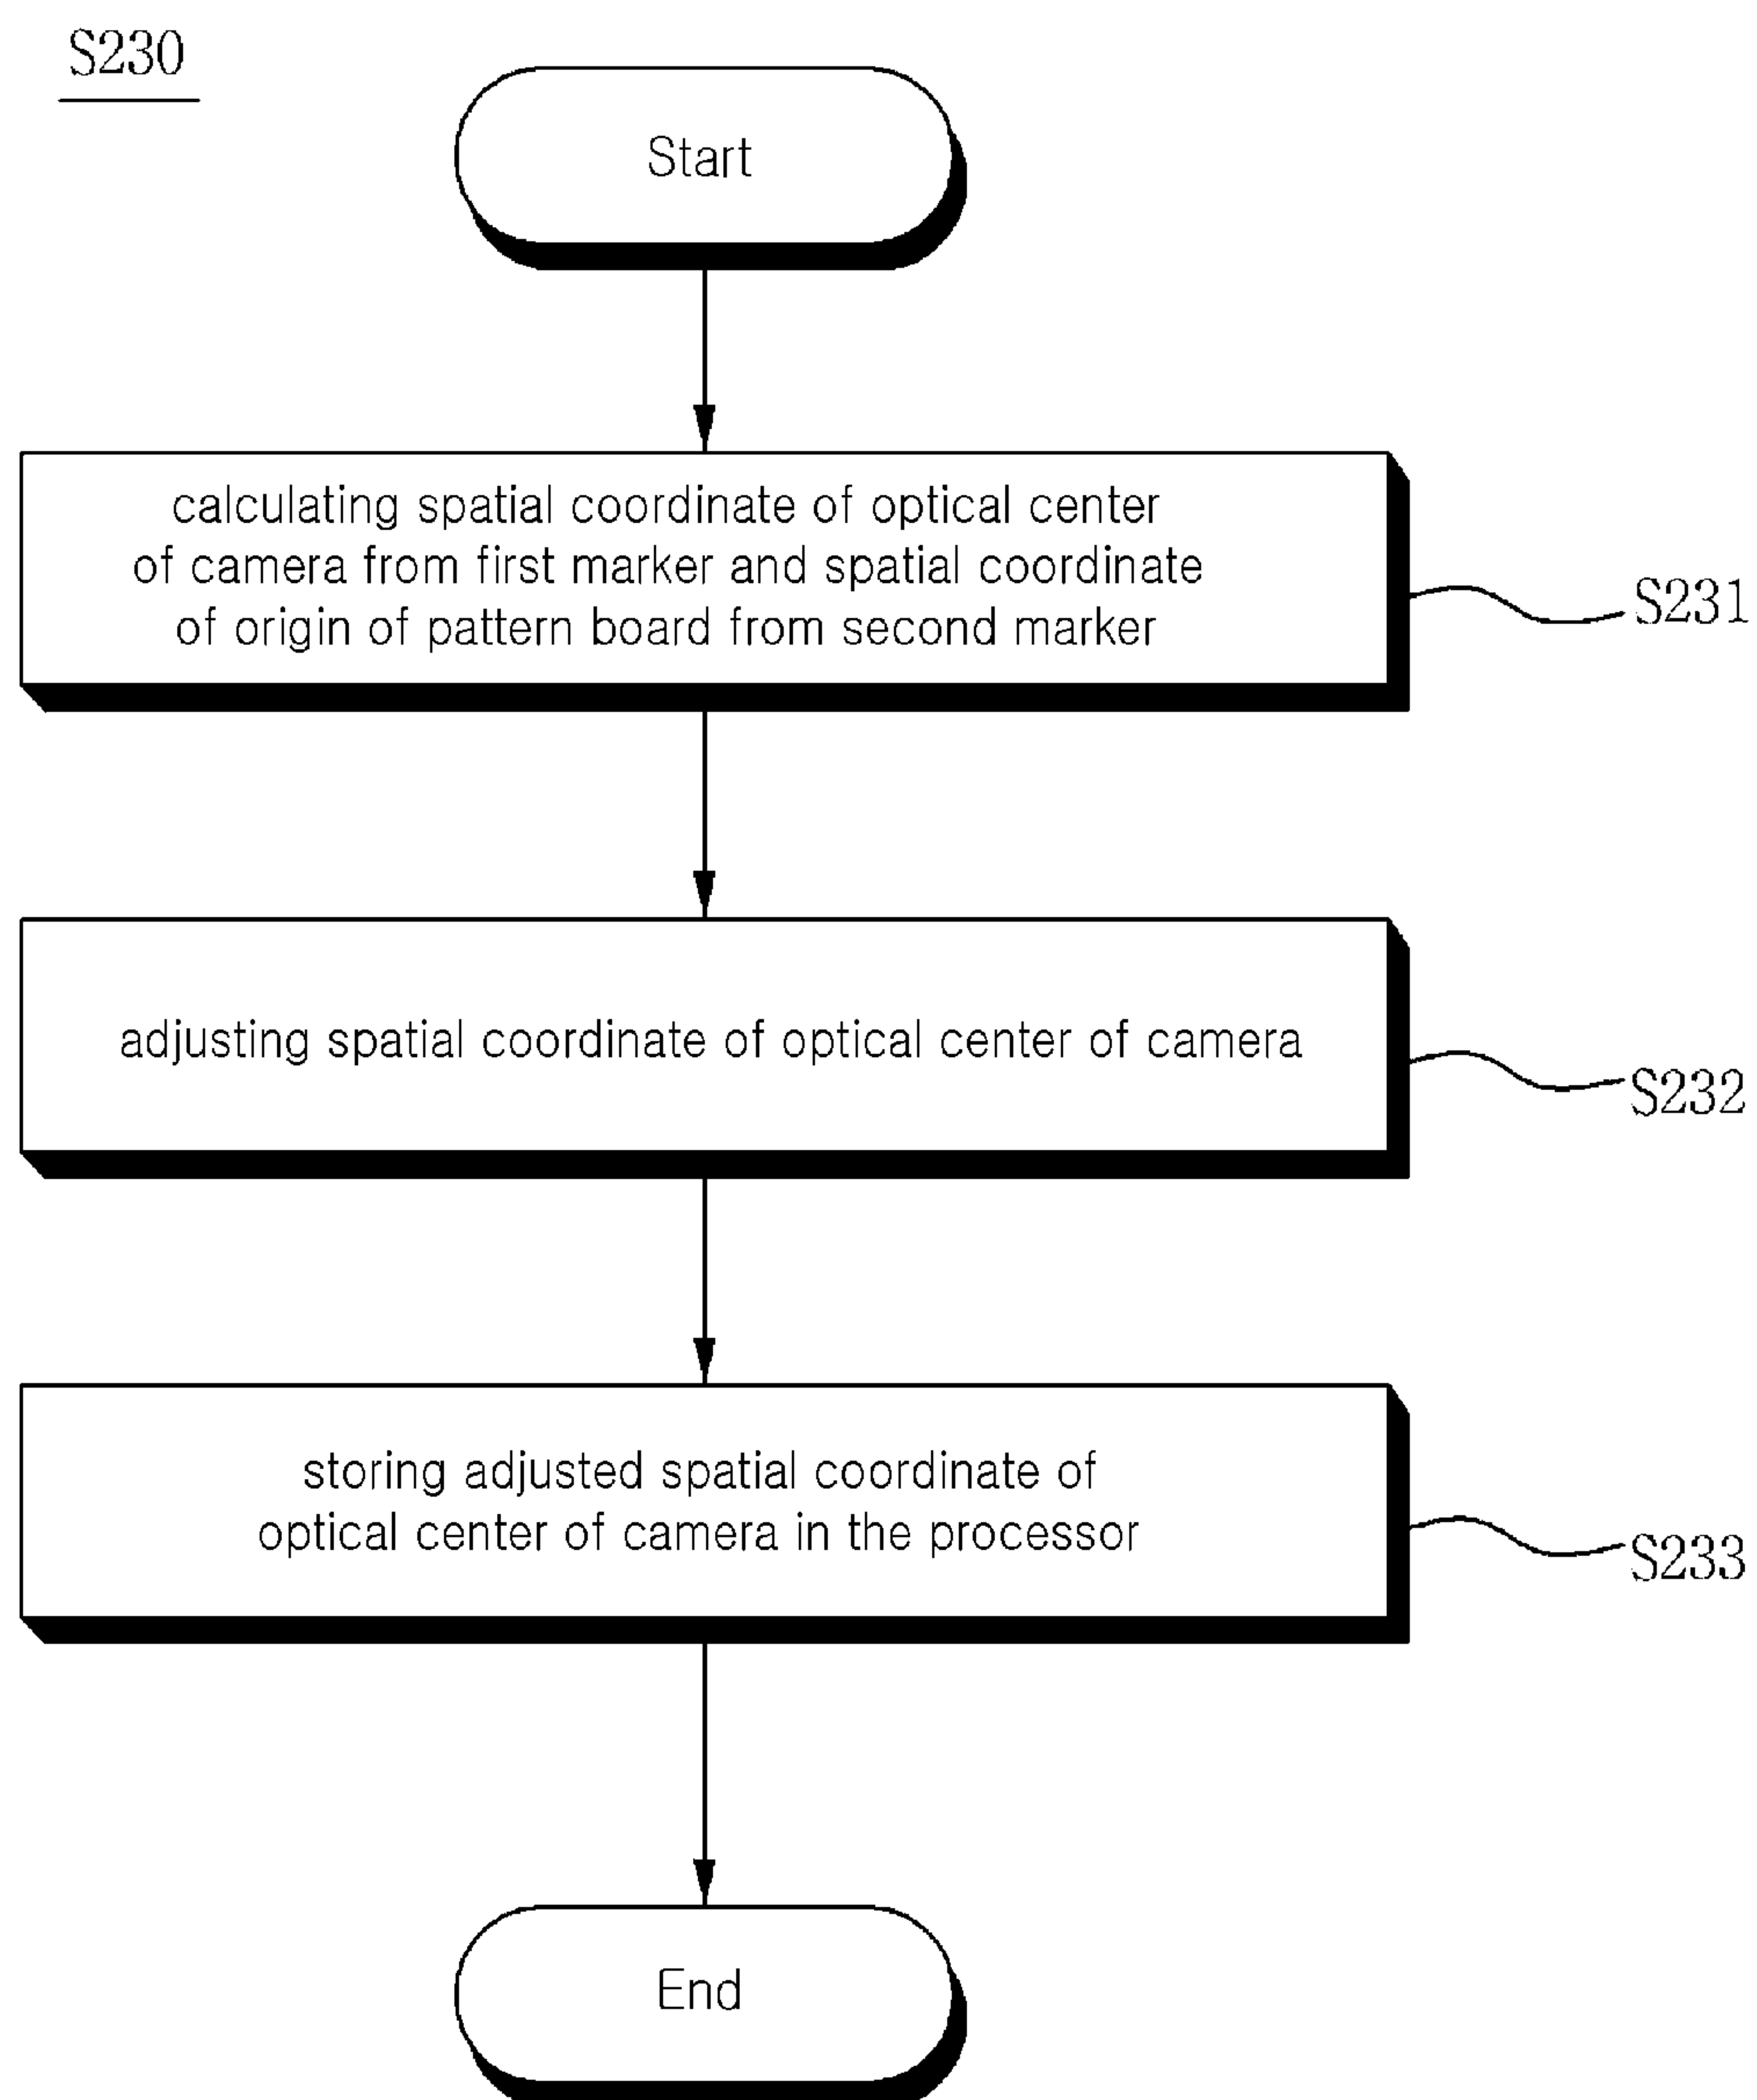 S230
Start
calculating spatial coordinate of optical center
of camera from first marker and spatial coordinate
of origin of pattern board from second marker
S231
adjusting spatial coordinate of optical center of camera
S232
storing adjusted spatial coordinate of
optical center of camera in the processor
S233
End